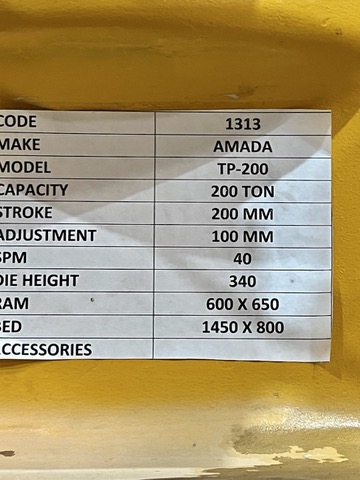 CODE 1313
MAKE AMADA
MODEL TP-200
CAPACITY 200 TON
STROKE 200 MM
ADJUSTMENT 100 MM
SPM 40
DIE HEIGHT 340
RAM 600 X 650
BED 1450 X 800
ACCESSORIES